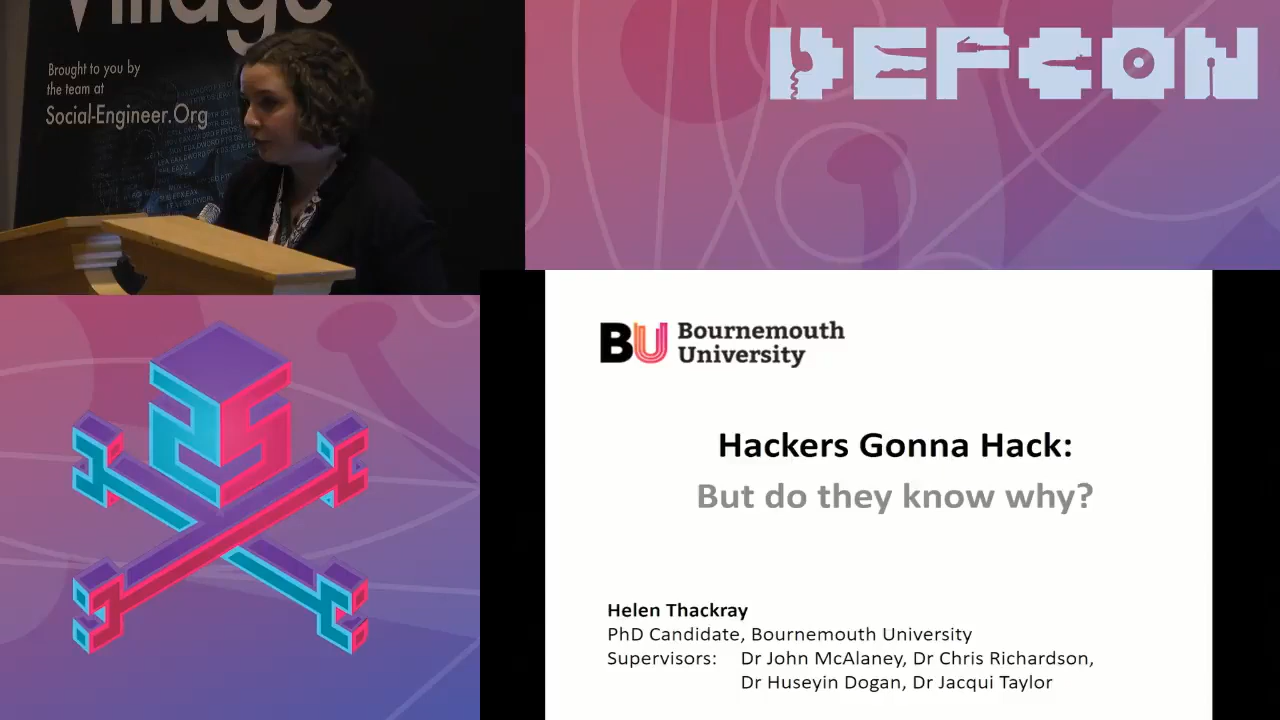 Village
Brought to you by
the team at
Social-Engineer.Org
DEFCON
25
BU Bournemouth
University
Hackers Gonna Hack:
But do they know why?
Helen Thackray
PhD Candidate, Bournemouth University
Supervisors: Dr John McAlaney, Dr Chris Richardson,
Dr Huseyin Dogan, Dr Jacqui Taylor